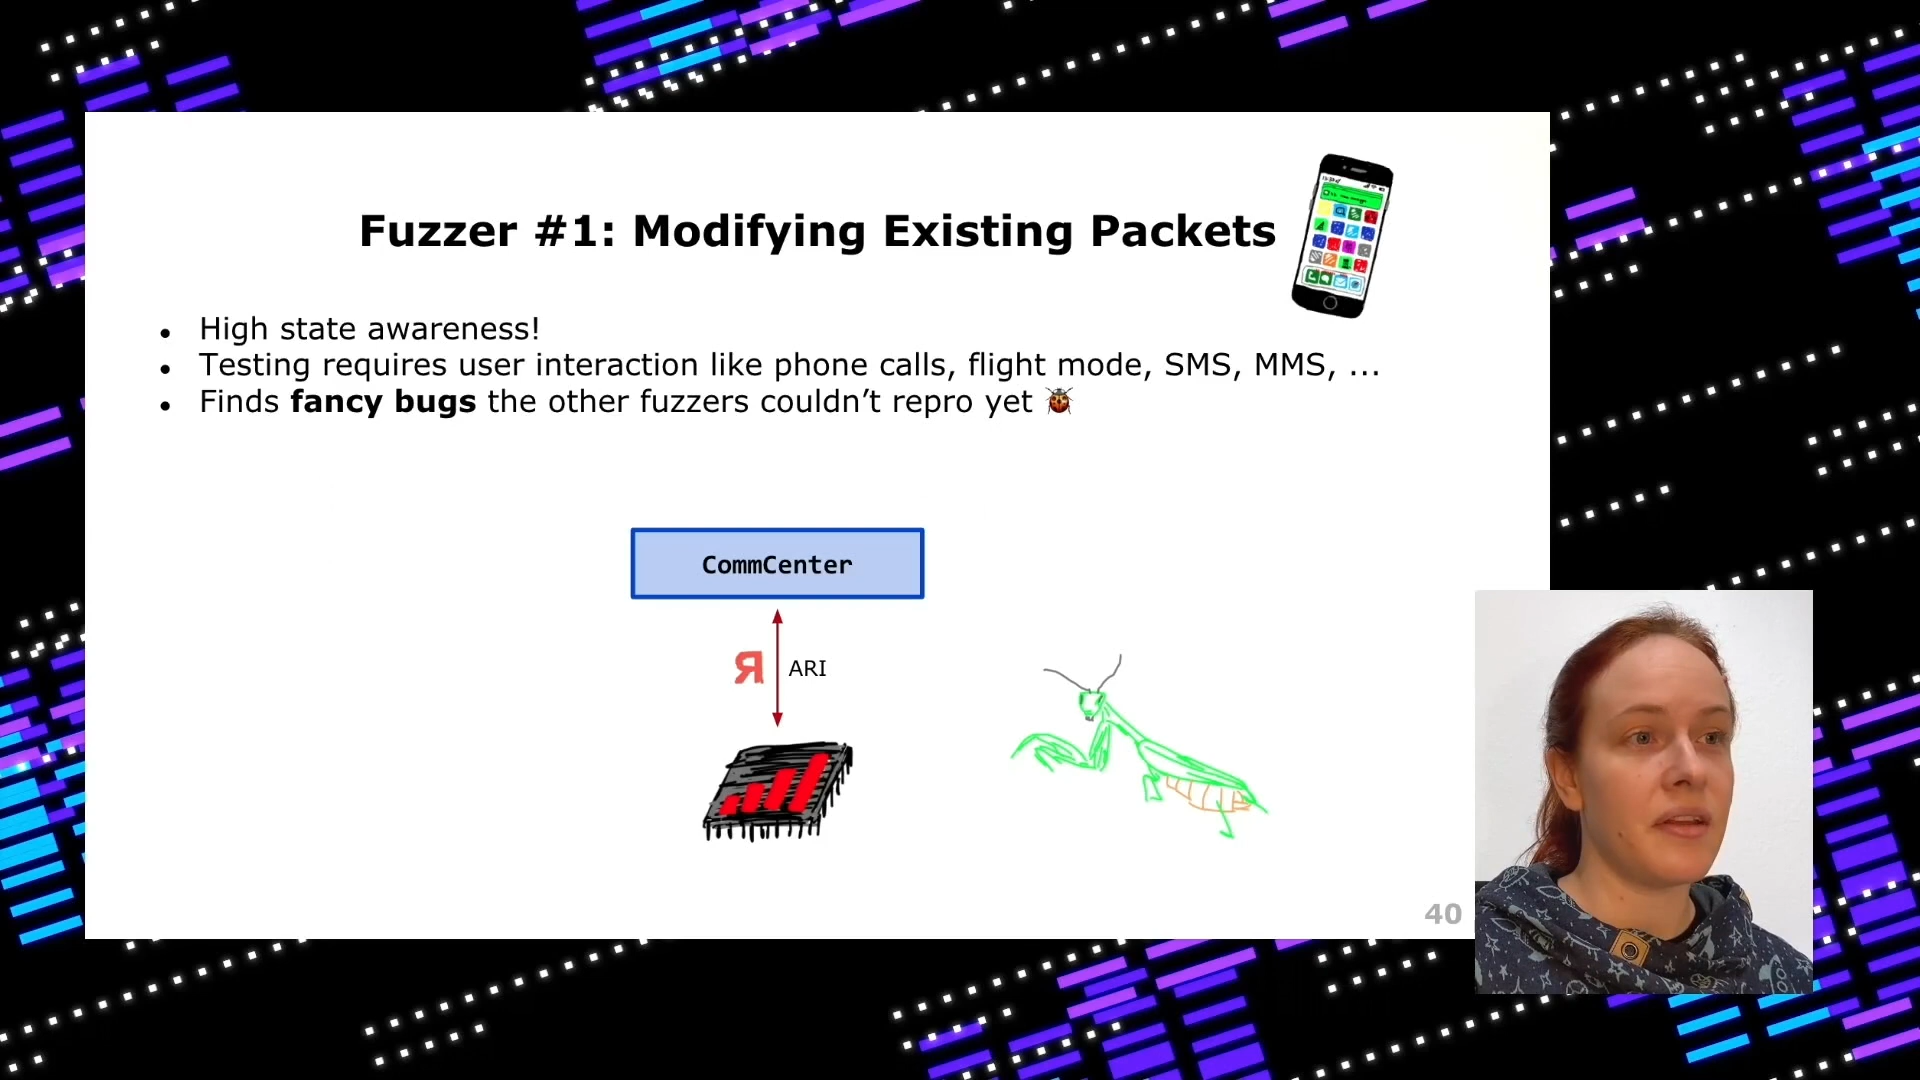 Fuzzer #1: Modifying Existing Packets
● High state awareness!
● Testing requires user interaction like phone calls, flight mode, SMS, MMS, ...
● Finds fancy bugs the other fuzzers couldn’t repro yet 🐞
CommCenter
Я
ARI
40